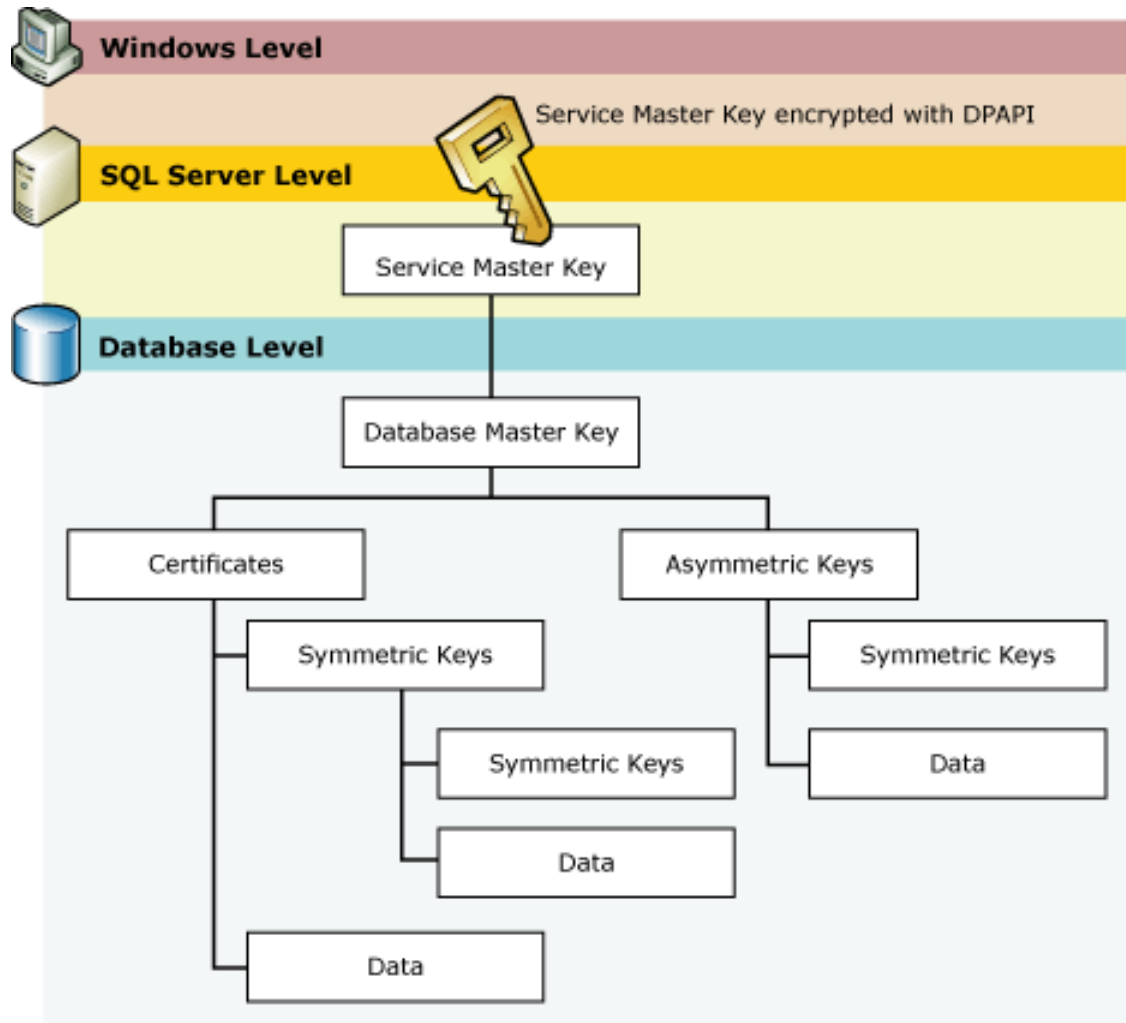 Windows Level
Service Master Key encrypted with DPAPI
SQL Server Level
Service Master Key
Database Level
Database Master Key
Certificates
Asymmetric Keys
Symmetric Keys
Symmetric Keys
Symmetric Keys
Data
Data
Data